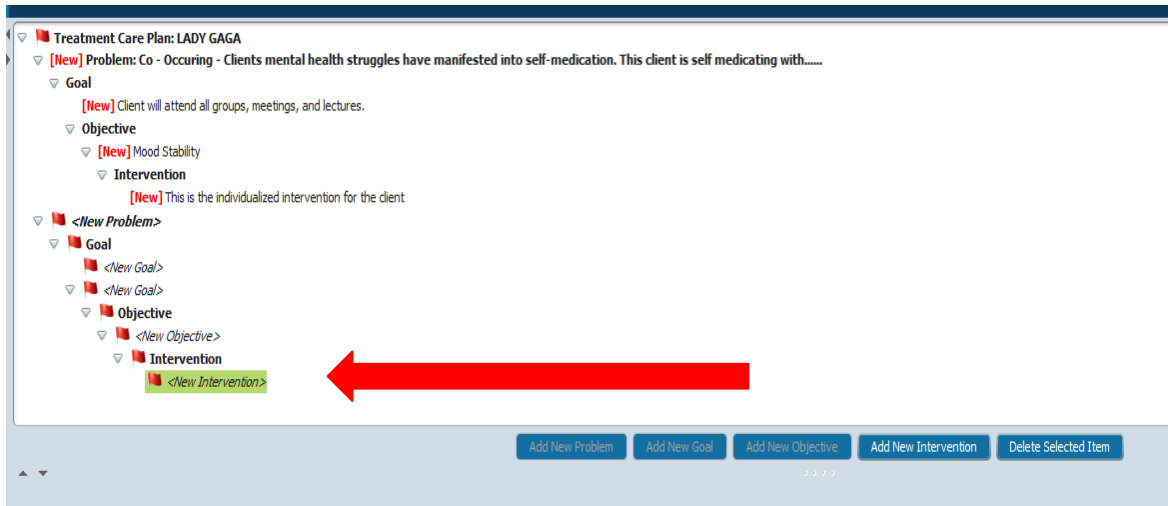 Treatment Care Plan: LADY GAGA
[New] Problem: Co - Occuring - Clients mental health struggles have manifested into self-medication. This client is self medicating with......
Goal
[New] Client will attend all groups, meetings, and lectures.
Objective
[New] Mood Stability
Intervention
[New] This is the individualized intervention for the client
<New Problem>
Goal
<New Goal>
<New Goal>
Objective
<New Objective>
Intervention
<New Intervention>
Add New Problem Add New Goal Add New Objective Add New Intervention Delete Selected Item